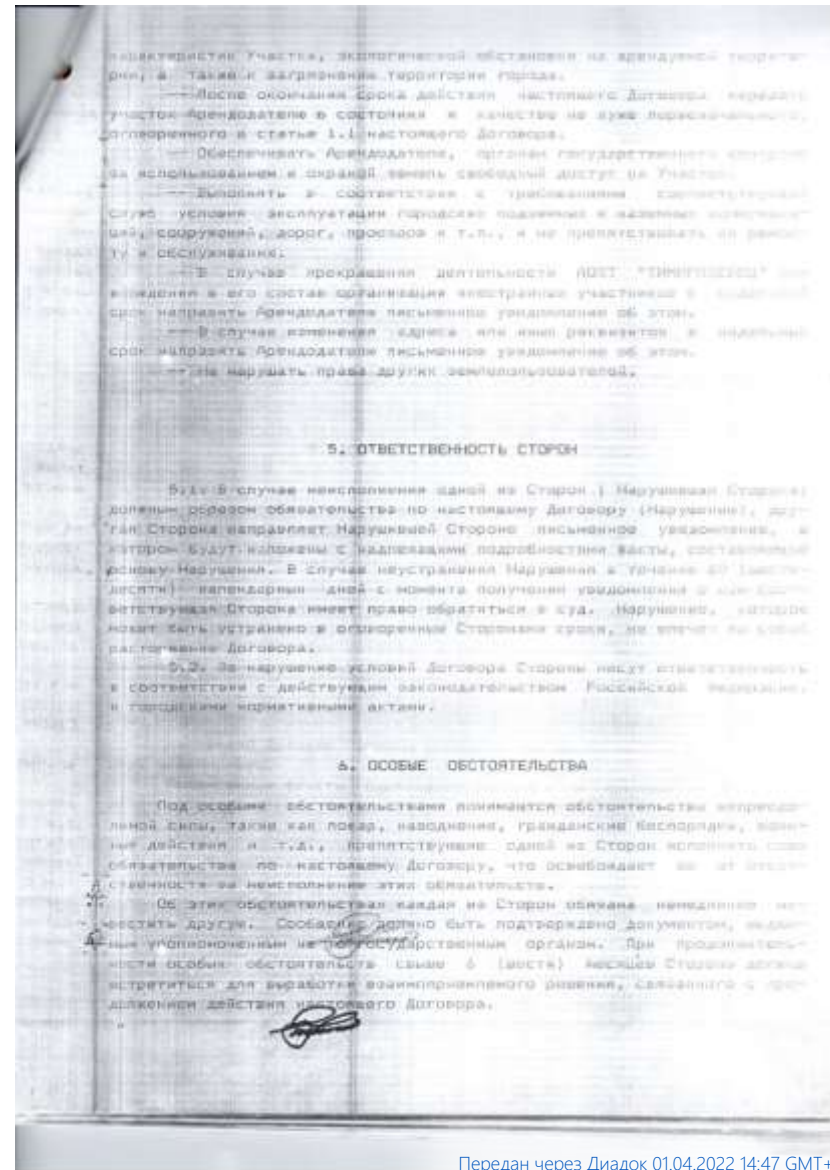 характеристик Участка, экологической обстановки на арендуемой территории, а также к загрязнению территории города.
--- После окончания срока действия настоящего Договора передать
участок Арендодателю в состоянии и качестве не хуже первоначального,
оговоренного в статье 1.1 настоящего Договора.
--- Обеспечивать Арендодателю, органам государственного контроля
за использованием и охраной земель свободный доступ на Участок.
--- Выполнять в соответствии с требованиями
служб условия эксплуатации городских подземных и наземных коммуника-
ций, сооружений, дорог, проездов и т.п., и не препятствовать их ремон-
ту и обслуживанию.
--- В случае прекращения деятельности АОЗТ
в его состав организации иностранных участников в
срок направить Арендодателю письменное уведомление об этом.
--- В случае изменения адреса или иных реквизитов в недельный
срок направить Арендодателю письменное уведомление об этом.
--- Не нарушать права других землепользователей.
5. ОТВЕТСТВЕННОСТЬ СТОРОН
5.1. В случае неисполнения одной из Сторон ( Нарушившая Сторона)
должным образом обязательства по настоящему Договору (Нарушение), дру-
гая Сторона направляет Нарушившей Стороне письменное уведомление, в
котором будут изложены с надлежащими подробностями факты, составляющие
основу Нарушения. В случае неустранения Нарушения в течение 60 (шести-
десяти) календарных дней с момента получения уведомления о нем соот-
ветствующая Сторона имеет право обратиться в суд. Нарушение, которое
может быть устранено в оговоренные Сторонами сроки, не влечет за собой
расторжение Договора.
5.2. За нарушение условий Договора Стороны несут ответственность
в соответствии с действующим законодательством Российской Федерации,
и городскими нормативными актами.
6. ОСОБЫЕ ОБСТОЯТЕЛЬСТВА
Под особыми обстоятельствами понимаются обстоятельства непреодо-
лимой силы, такие как пожар, наводнение, гражданские беспорядки, воен-
ные действия и т.д., препятствующие одной из Сторон исполнить свои
обязательства по настоящему Договору, что освобождает ее от ответ-
ственности за неисполнение этих обязательств.
Об этих обстоятельствах каждая из Сторон обязана немедленно из-
вестить другую. Сообщение должно быть подтверждено документом, выдан-
ным уполномоченным на то государственным органом. При продолжитель-
ности особых обстоятельств свыше 6 (шести) месяцев Стороны должны
встретиться для выработки взаимоприемлемого решения, связанного с про-
должением действия настоящего Договора.
Передан через Диадок 01.04.2022 14:47 GMT+